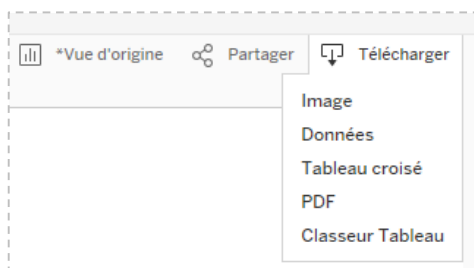 *Vue d'origine Partager Télécharger
Image
Données
Tableau croisé
PDF
Classeur Tableau